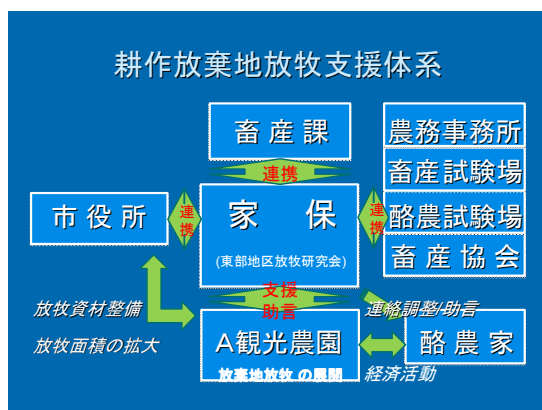 耕作放棄地放牧支援体系
畜産課
農務事務所
連携
畜産試験場
市役所
連携
家 保
連携
酪農試験場
(東部地区放牧研究会)
畜産協会
支援
助言
放牧資材整備
連絡調整/助言
放牧面積の拡大
A観光農園
酪農家
放棄地放牧 の展開
経済活動